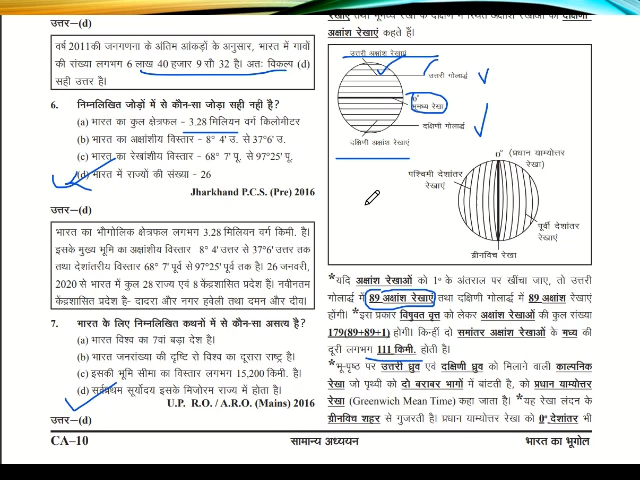 उत्तर–(d)
वर्ष 2011की जनगणना के अंतिम आंकड़ों के अनुसार, भारत में गावों
की संख्या लगभग 6 लाख 40 हजार 9 सौ 32 है। अतः विकल्प (d)
सही उत्तर है।
6. निम्नलिखित जोड़ों में से कौन-सा जोड़ा सही नही है?
(a) भारत का कुल क्षेत्रफल - 3.28 मिलियन वर्ग किलोमीटर
(b) भारत का अक्षांशीय विस्तार - 8° 4' उ. से 37°6' उ.
(c) भारत का रेखांशीय विस्तार - 68° 7' पू. से 97°25' पू.
(d) भारत में राज्यों की संख्या - 26
Jharkhand P.C.S. (Pre) 2016
उत्तर–(d)
भारत का भौगोलिक क्षेत्रफल लगभग 3.28 मिलियन वर्ग किमी. है।
इसके मुख्य भूमि का अक्षांशीय विस्तार 8° 4' उत्तर से 37°6' उत्तर तक
तथा देशांतरीय विस्तार 68° 7' पूर्व से 97°25' पूर्व तक है। 26 जनवरी,
2020 से भारत में कुल 28 राज्य एवं 8 केंद्रशासित प्रदेश हैं। नवीनतम
केंद्रशासित प्रदेश है- दादरा और नगर हवेली तथा दमन और दीव।
7. भारत के लिए निम्नलिखित कथनों में से कौन-सा असत्य है?
(a) भारत विश्व का 7वां बड़ा देश है।
(b) भारत जनसंख्या की दृष्टि से विश्व का दूसरा राष्ट्र है।
(c) इसकी भूमि सीमा का विस्तार लगभग 15,200 किमी. है।
(d) सर्वप्रथम सूर्योदय इसके मिजोरम राज्य में होता है।
U.P. R.O. / A.R.O. (Mains) 2016
उत्तर–(d)
रेखाएं तथा भूमध्य रेखा के दक्षिण में स्थित अक्षांश रेखाओं को दक्षिणी
अक्षांश रेखाएं कहते हैं।
उत्तरी अक्षांश रेखाएं
उत्तरी गोलार्द्ध
0°
दक्षिणी गोलार्द्ध
दक्षिणी अक्षांश रेखाएं
0° (प्रधान याम्योत्तर
रेखा)
पश्चिमी देशांतर
रेखाएं
पूर्वी देशांतर
रेखाएं
ग्रीनविच रेखा
*यदि अक्षांश रेखाओं को 1° के अंतराल पर खींचा जाए, तो उत्तरी
गोलार्द्ध में 89 अक्षांश रेखाएं तथा दक्षिणी गोलार्द्ध में 89 अक्षांश रेखाएं
होंगी। *इस प्रकार विषुवत वृत्त को लेकर अक्षांश रेखाओं की कुल संख्या
179(89+89+1) होगी। किन्हीं दो समांतर अक्षांश रेखाओं के मध्य की
दूरी लगभग 111 किमी. होती है।
*भू-पृष्ठ पर उत्तरी ध्रुव एवं दक्षिणी ध्रुव को मिलाने वाली काल्पनिक
रेखा जो पृथ्वी को दो बराबर भागों में बांटती है, को प्रधान याम्योत्तर
रेखा (Greenwich Mean Time) कहा जाता है। *यह रेखा लंदन के
ग्रीनविच शहर से गुजरती है। प्रधान याम्योत्तर रेखा को 0° देशांतर भी
CA–10 सामान्य अध्ययन भारत का भूगोल